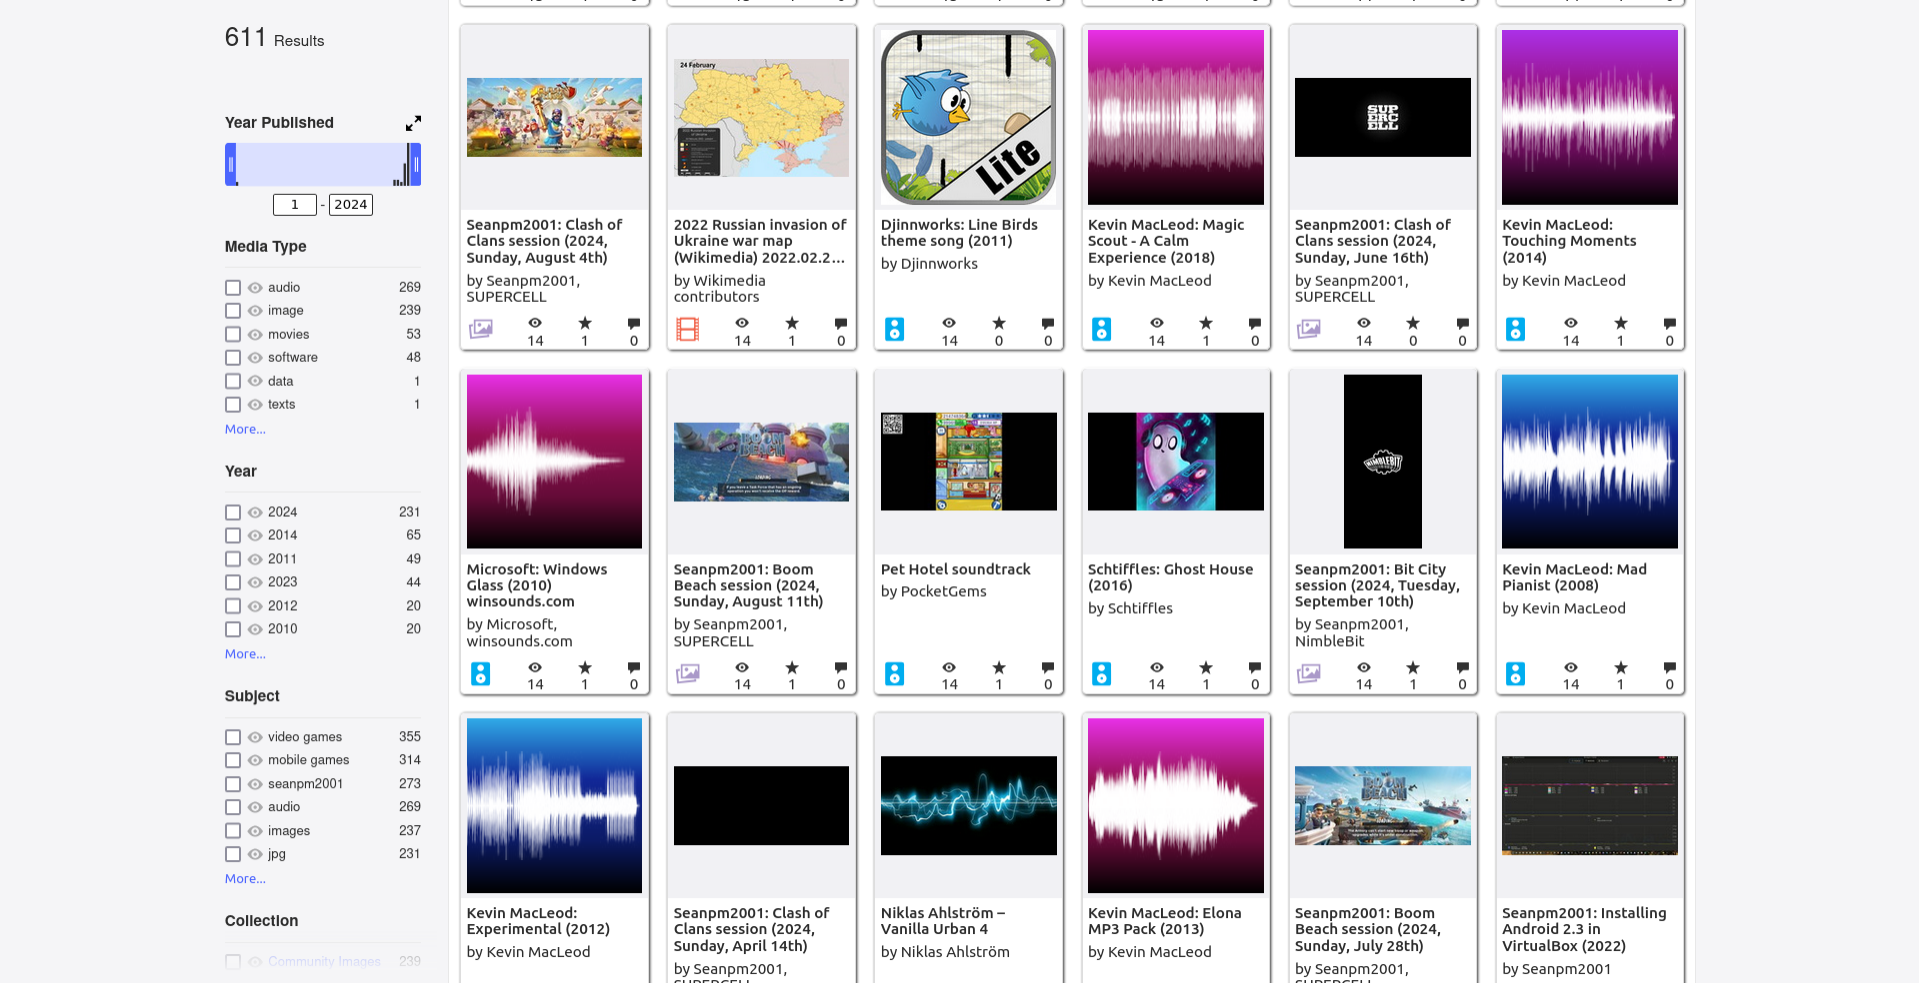 611 Results
Year Published
1 - 2024
Media Type
audio 269
image 239
movies 53
software 48
data 1
texts 1
More...
Year
2024 231
2014 65
2011 49
2023 44
2012 20
2010 20
More...
Subject
video games 355
mobile games 314
seanpm2001 273
audio 269
images 237
jpg 231
More...
Collection
Community Images 239
Seanpm2001: Clash of
Clans session (2024,
Sunday, August 4th)
by Seanpm2001,
SUPERCELL
14 1 0
24 February
2022 Russian invasion of
Ukraine war map
(Wikimedia) 2022.02.2...
by Wikimedia
contributors
14 1 0
Lite
Djinnworks: Line Birds
theme song (2011)
by Djinnworks
14 0 0
Kevin MacLeod: Magic
Scout - A Calm
Experience (2018)
by Kevin MacLeod
14 1 0
SUP
ERC
ELL
Seanpm2001: Clash of
Clans session (2024,
Sunday, June 16th)
by Seanpm2001,
SUPERCELL
14 0 0
Kevin MacLeod:
Touching Moments
(2014)
by Kevin MacLeod
14 1 0
Microsoft: Windows
Glass (2010)
winsounds.com
by Microsoft,
winsounds.com
14 1 0
BOOM
BEACH
Seanpm2001: Boom
Beach session (2024,
Sunday, August 11th)
by Seanpm2001,
SUPERCELL
14 1 0
Pet Hotel soundtrack
by PocketGems
14 1 0
Schtiffles: Ghost House
(2016)
by Schtiffles
14 1 0
NIMBLEBIT
Seanpm2001: Bit City
session (2024, Tuesday,
September 10th)
by Seanpm2001,
NimbleBit
14 1 0
Kevin MacLeod: Mad
Pianist (2008)
by Kevin MacLeod
14 1 0
Kevin MacLeod:
Experimental (2012)
by Kevin MacLeod
Seanpm2001: Clash of
Clans session (2024,
Sunday, April 14th)
by Seanpm2001,
Niklas Ahlström –
Vanilla Urban 4
by Niklas Ahlström
Kevin MacLeod: Elona
MP3 Pack (2013)
by Kevin MacLeod
BOOM
BEACH
Seanpm2001: Boom
Beach session (2024,
Sunday, July 28th)
by Seanpm2001,
Seanpm2001: Installing
Android 2.3 in
VirtualBox (2022)
by Seanpm2001